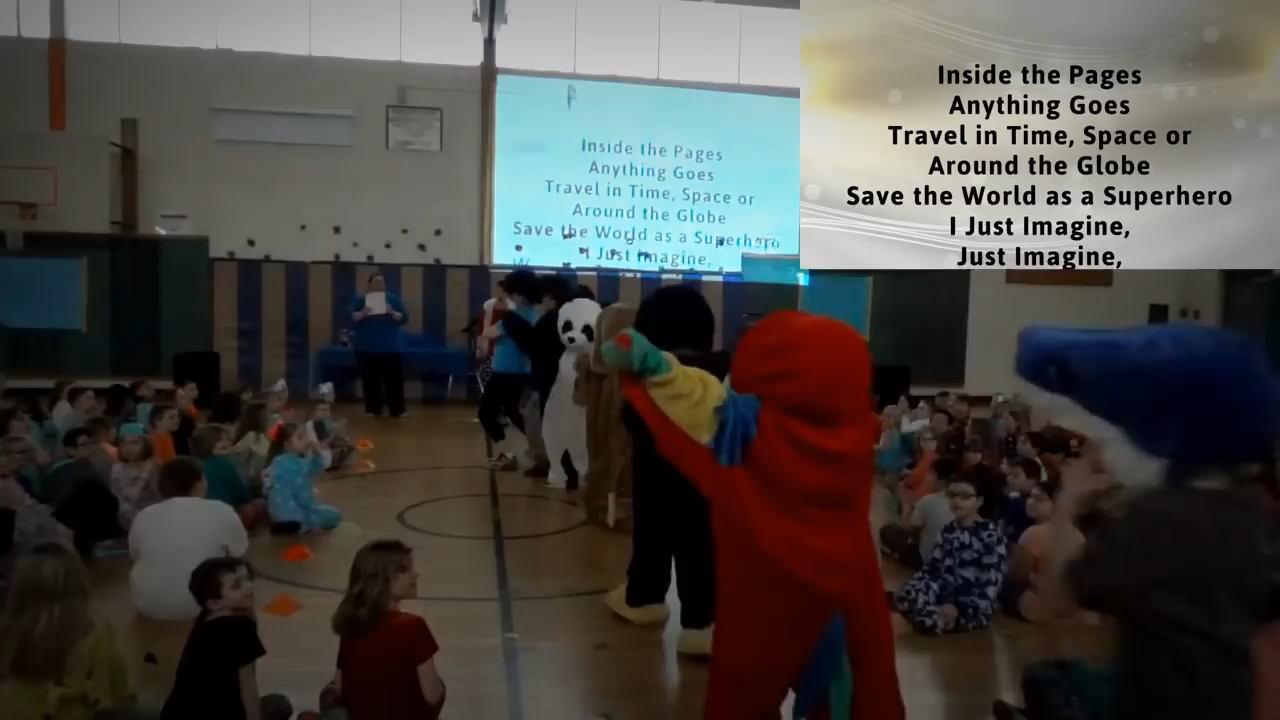 Inside the Pages
Anything Goes
Travel in Time, Space or
Around the Globe
Save the World as a Superhero
I Just Imagine,
Inside the Pages
Anything Goes
Travel in Time, Space or
Around the Globe
Save the World as a Superhero
I Just Imagine,
Just Imagine,